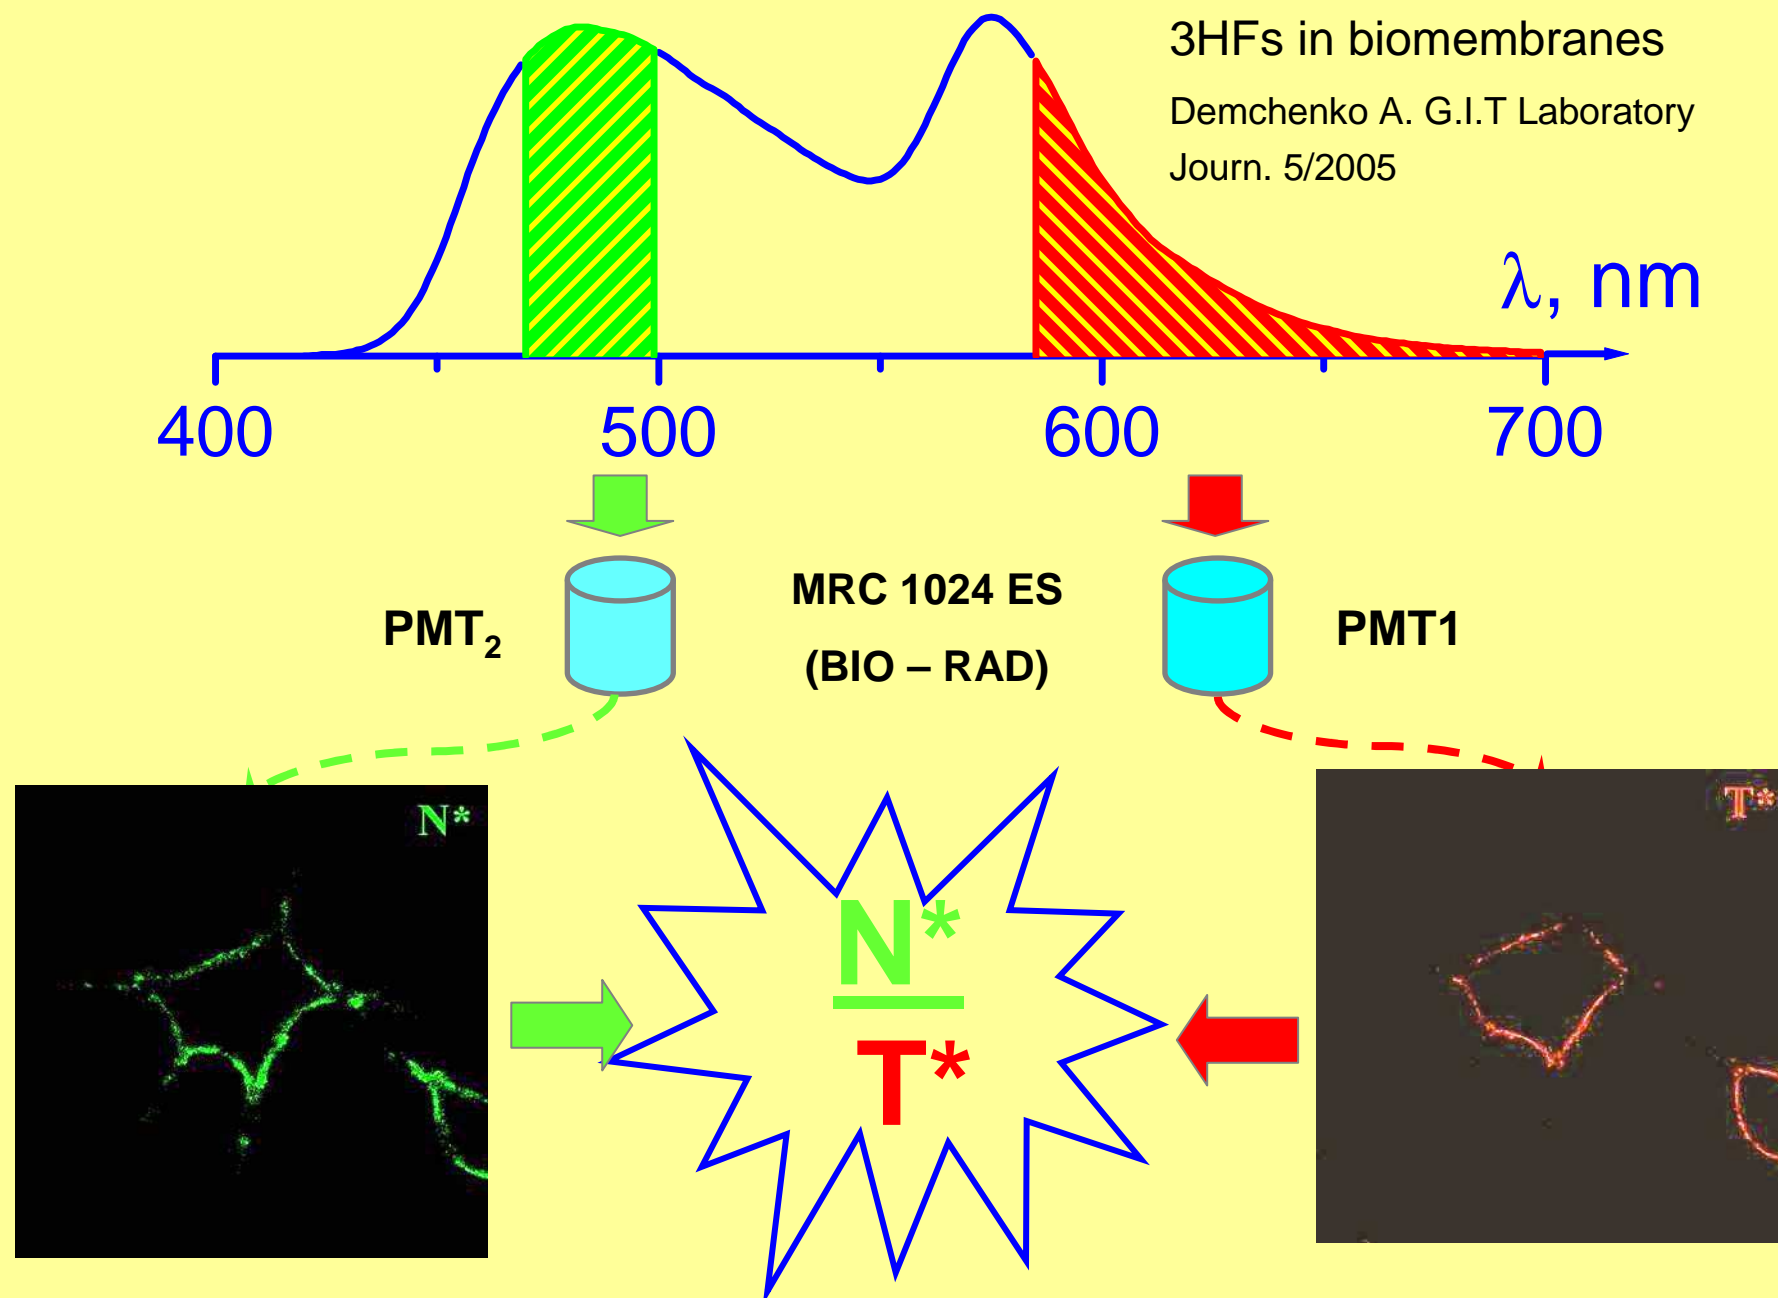 3HFs in biomembranes
Demchenko A. G.I.T Laboratory
Journ. 5/2005
λ, nm
400 500 600 700
MRC 1024 ES
(BIO – RAD)
PMT₂
PMT1
N*
T*
N*
T*